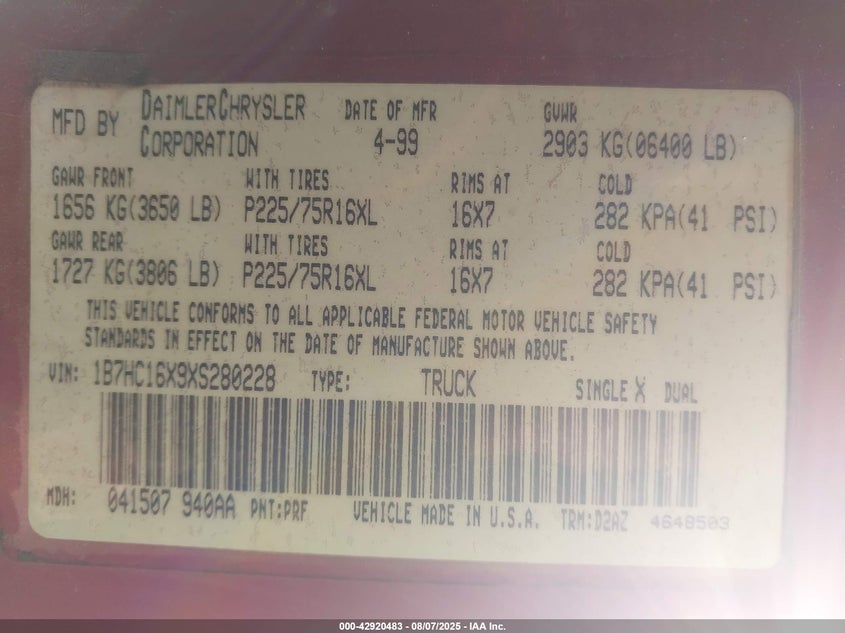 MFD BY DAIMLERCHRYSLER CORPORATION DATE OF MFR 4-99 GVWR 2903 KG(06400 LB)
GAWR FRONT WITH TIRES RIMS AT COLD
1656 KG(3650 LB) P225/75R16XL 16X7 282 KPA(41 PSI)
GAWR REAR WITH TIRES RIMS AT COLD
1727 KG(3806 LB) P225/75R16XL 16X7 282 KPA(41 PSI)
THIS VEHICLE CONFORMS TO ALL APPLICABLE FEDERAL MOTOR VEHICLE SAFETY
STANDARDS IN EFFECT ON THE DATE OF MANUFACTURE SHOWN ABOVE.
VIN: 1B7HC16X9XS280228 TYPE: TRUCK SINGLE X DUAL
MDH: 041507 940AA PNT:PRF VEHICLE MADE IN U.S.A. TRM:D2AZ 4648503
000-42920483 - 08/07/2025 - IAA Inc.